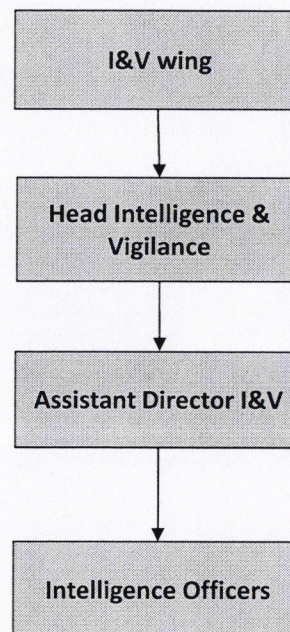 I&V wing
Head Intelligence &
Vigilance
Assistant Director I&V
Intelligence Officers